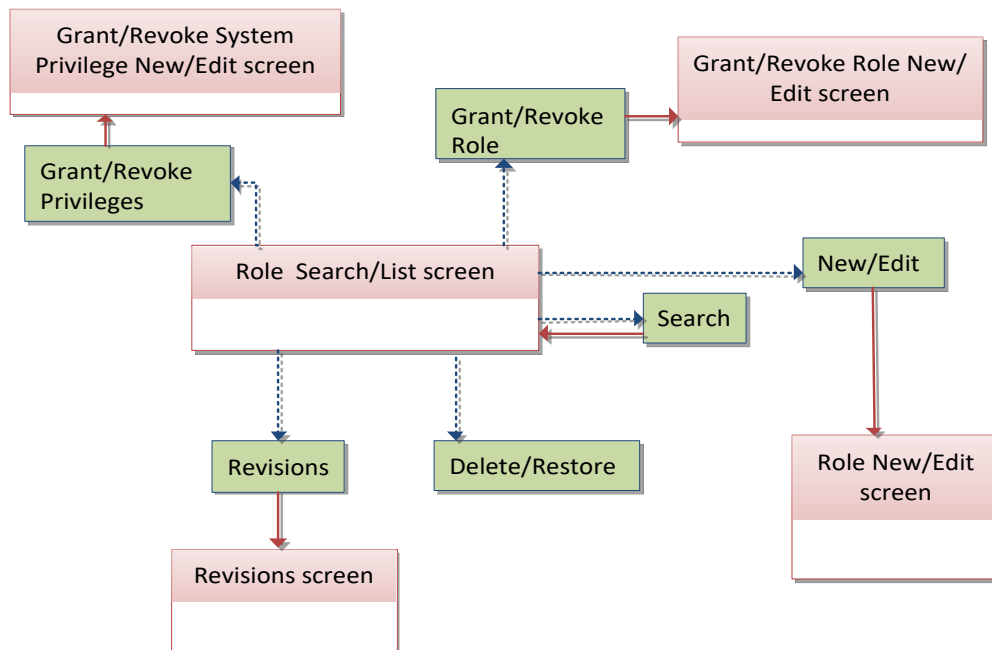 Grant/Revoke System
Privilege New/Edit screen
Grant/Revoke Role New/
Edit screen
Grant/Revoke
Role
Grant/Revoke
Privileges
Role Search/List screen
New/Edit
Search
Revisions
Delete/Restore
Role New/Edit
screen
Revisions screen